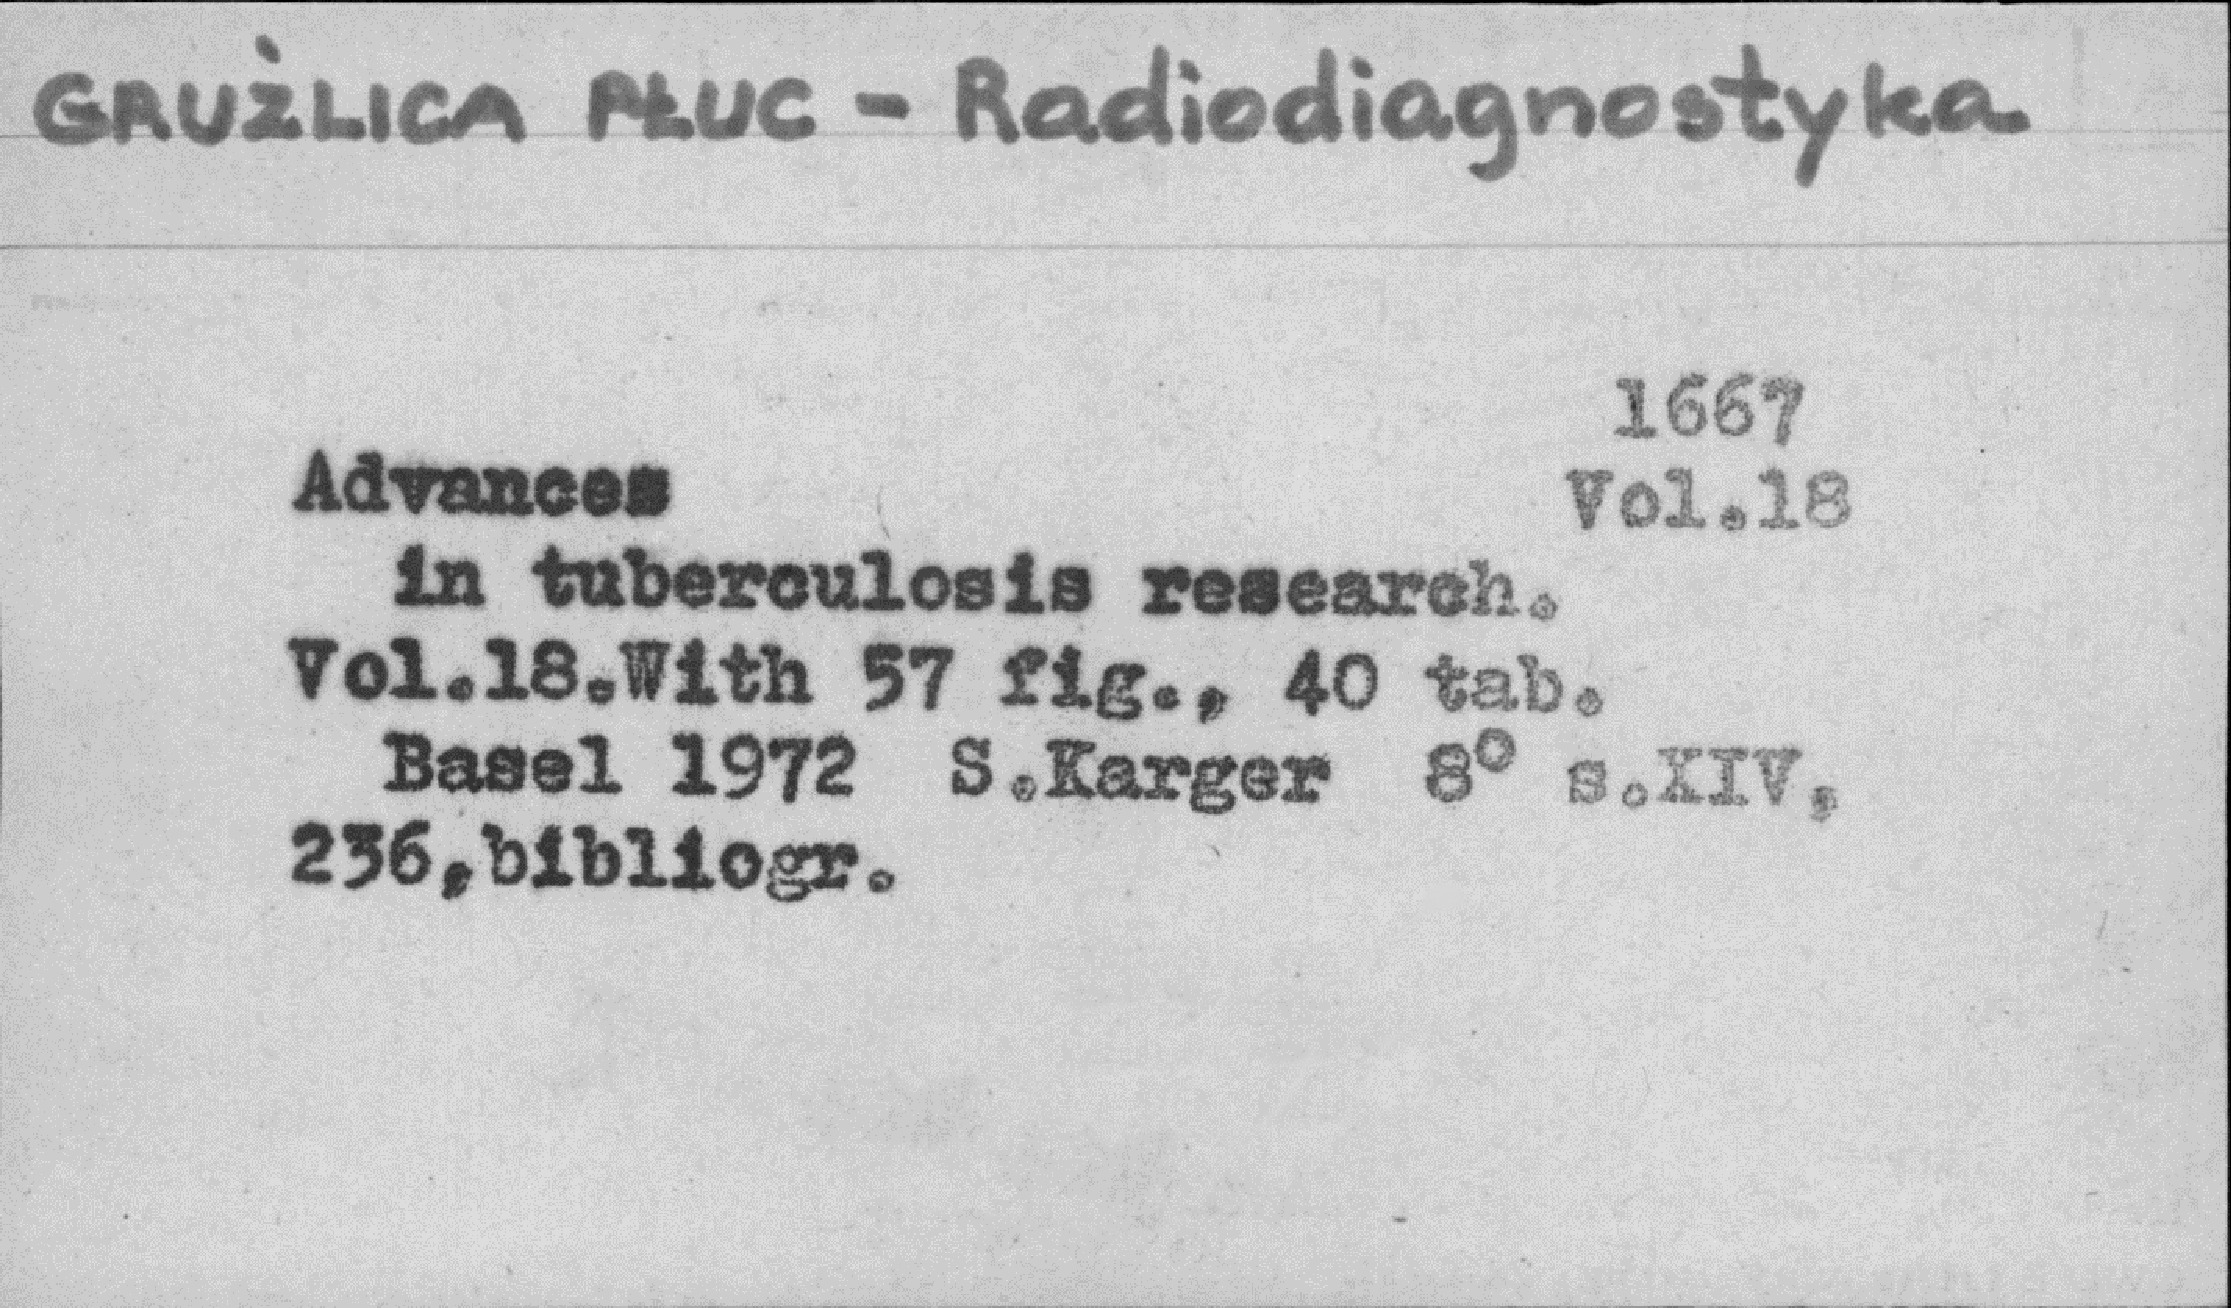 GRUŹLICA PŁUC - Radiodiagnostyka
1667
Advances
Vol.18
in tuberculosis research.
Vol.18.With 57 fig., 40 tab.
Basel 1972 S.Karger 8° s.XIV,
236,bibliogr.